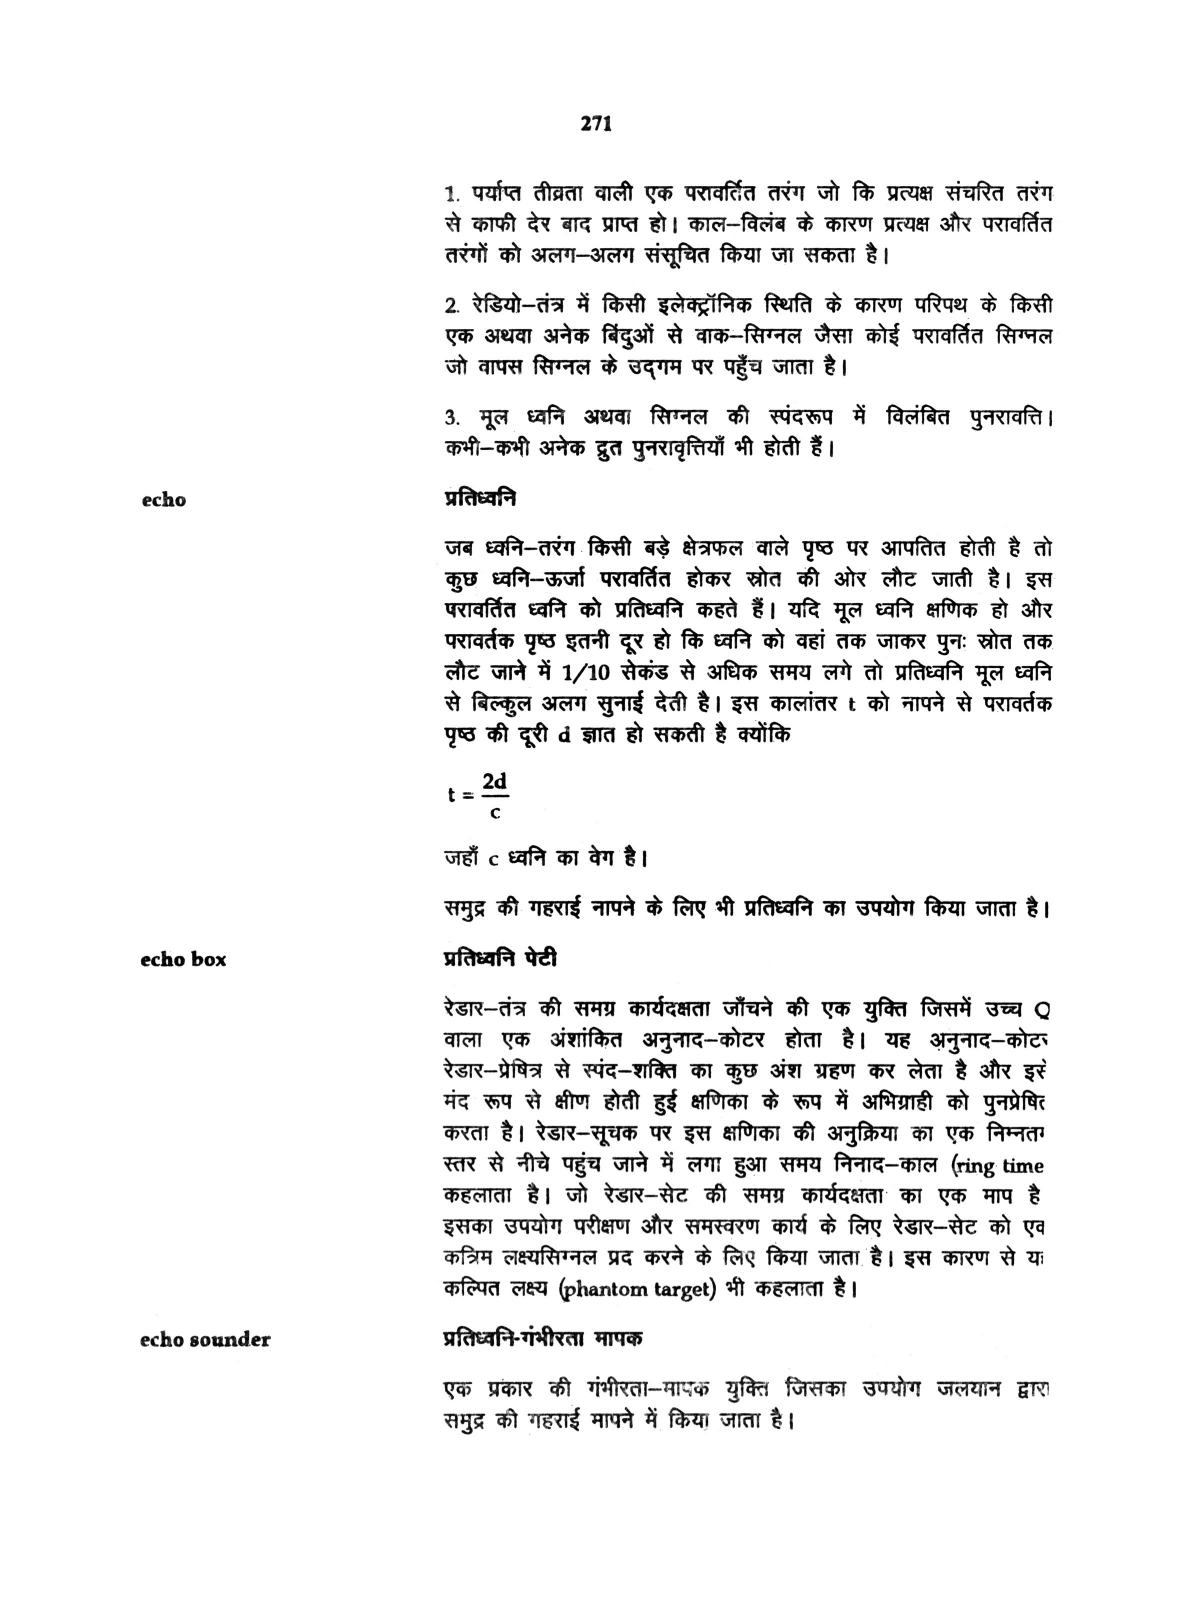 271
1. पर्याप्त तीव्रता वाली एक परावर्तित तरंग जो कि प्रत्यक्ष संचरित तरंग
से काफी देर बाद प्राप्त हो। काल–विलंब के कारण प्रत्यक्ष और परावर्तित
तरंगों को अलग–अलग संसूचित किया जा सकता है।
2. रेडियो–तंत्र में किसी इलेक्ट्रॉनिक स्थिति के कारण परिपथ के किसी
एक अथवा अनेक बिंदुओं से वाक–सिग्नल जैसा कोई परावर्तित सिग्नल
जो वापस सिग्नल के उद्गम पर पहुँच जाता है।
3. मूल ध्वनि अथवा सिग्नल की स्पंदरूप में विलंबित पुनरावत्ति।
कभी–कभी अनेक द्रुत पुनरावृत्तियाँ भी होती हैं।
echo प्रतिध्वनि
जब ध्वनि–तरंग किसी बड़े क्षेत्रफल वाले पृष्ठ पर आपतित होती है तो
कुछ ध्वनि–ऊर्जा परावर्तित होकर स्रोत की ओर लौट जाती है। इस
परावर्तित ध्वनि को प्रतिध्वनि कहते हैं। यदि मूल ध्वनि क्षणिक हो और
परावर्तक पृष्ठ इतनी दूर हो कि ध्वनि को वहां तक जाकर पुनः स्रोत तक
लौट जाने में 1/10 सेकंड से अधिक समय लगे तो प्रतिध्वनि मूल ध्वनि
से बिल्कुल अलग सुनाई देती है। इस कालांतर t को नापने से परावर्तक
पृष्ठ की दूरी d ज्ञात हो सकती है क्योंकि
t = 2d/c
जहाँ c ध्वनि का वेग है।
समुद्र की गहराई नापने के लिए भी प्रतिध्वनि का उपयोग किया जाता है।
echo box प्रतिध्वनि पेटी
रेडार–तंत्र की समग्र कार्यदक्षता जाँचने की एक युक्ति जिसमें उच्च Q
वाला एक अंशांकित अनुनाद–कोटर होता है। यह अनुनाद–कोटर
रेडार–प्रेषित्र से स्पंद–शक्ति का कुछ अंश ग्रहण कर लेता है और इसे
मंद रूप से क्षीण होती हुई क्षणिका के रूप में अभिग्राही को पुनप्रेषित
करता है। रेडार–सूचक पर इस क्षणिका की अनुक्रिया का एक
स्तर से नीचे पहुंच जाने में लगा हुआ समय निनाद–काल (ring time
कहलाता है। जो रेडार–सेट की समग्र कार्यदक्षता का एक माप है
इसका उपयोग परीक्षण और समस्वरण कार्य के लिए रेडार–सेट को
कत्रिम लक्ष्यसिग्नल प्रद करने के लिए किया जाता है। इस कारण से
कल्पित लक्ष्य (phantom target) भी कहलाता है।
echo sounder प्रतिध्वनि-गंभीरता मापक
एक प्रकार की गंभीरता–मापक युक्ति जिसका उपयोग जलयान द्वारा
समुद्र की गहराई मापने में किया जाता है।